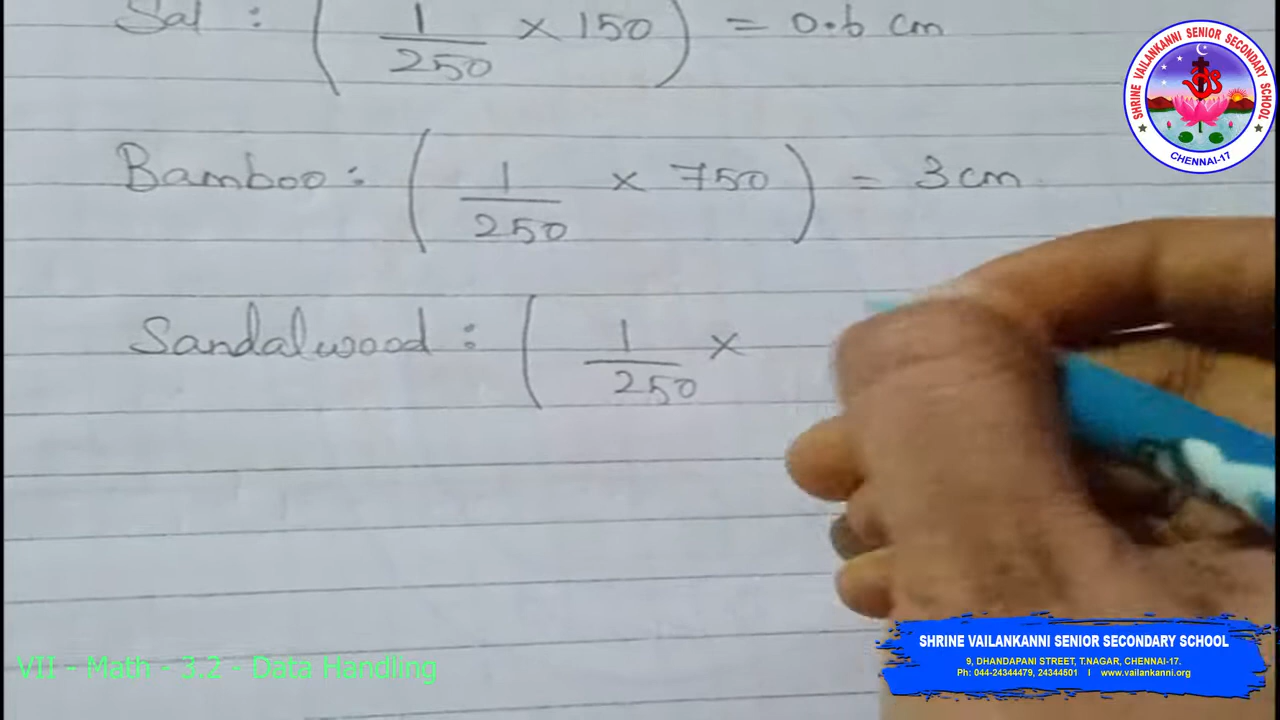 Sal : ( 1/250 × 150 ) = 0.6 cm
Bamboo : ( 1/250 × 750 ) = 3 cm
Sandalwood : ( 1/250 ×
SHRINE VAILANKANNI SENIOR SECONDARY SCHOOL
CHENNAI-17
VII - Math - 3.2 - Data Handling
SHRINE VAILANKANNI SENIOR SECONDARY SCHOOL
9, DHANDAPANI STREET, T.NAGAR, CHENNAI-17.
Ph: 044-24344479, 24344501 I www.vailankanni.org